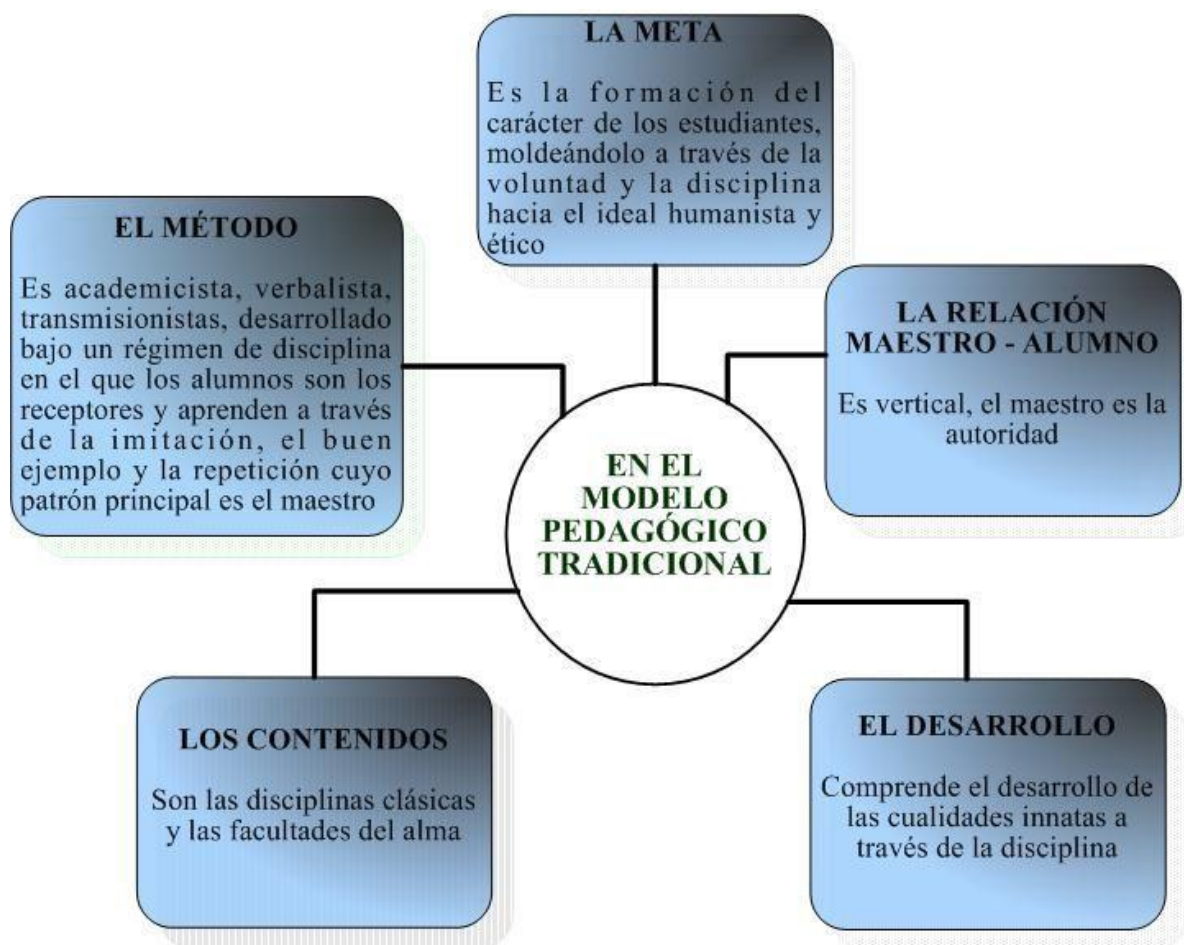 LA META
Es la formación del
carácter de los estudiantes,
moldeándolo a través de la
voluntad y la disciplina
hacia el ideal humanista y
ético
EL MÉTODO
Es academicista, verbalista,
transmisionistas, desarrollado
bajo un régimen de disciplina
en el que los alumnos son los
receptores y aprenden a través
de la imitación, el buen
ejemplo y la repetición cuyo
patrón principal es el maestro
LA RELACIÓN
MAESTRO - ALUMNO
Es vertical, el maestro es la
autoridad
EN EL
MODELO
PEDAGÓGICO
TRADICIONAL
LOS CONTENIDOS
Son las disciplinas clásicas
y las facultades del alma
EL DESARROLLO
Comprende el desarrollo de
las cualidades innatas a
través de la disciplina